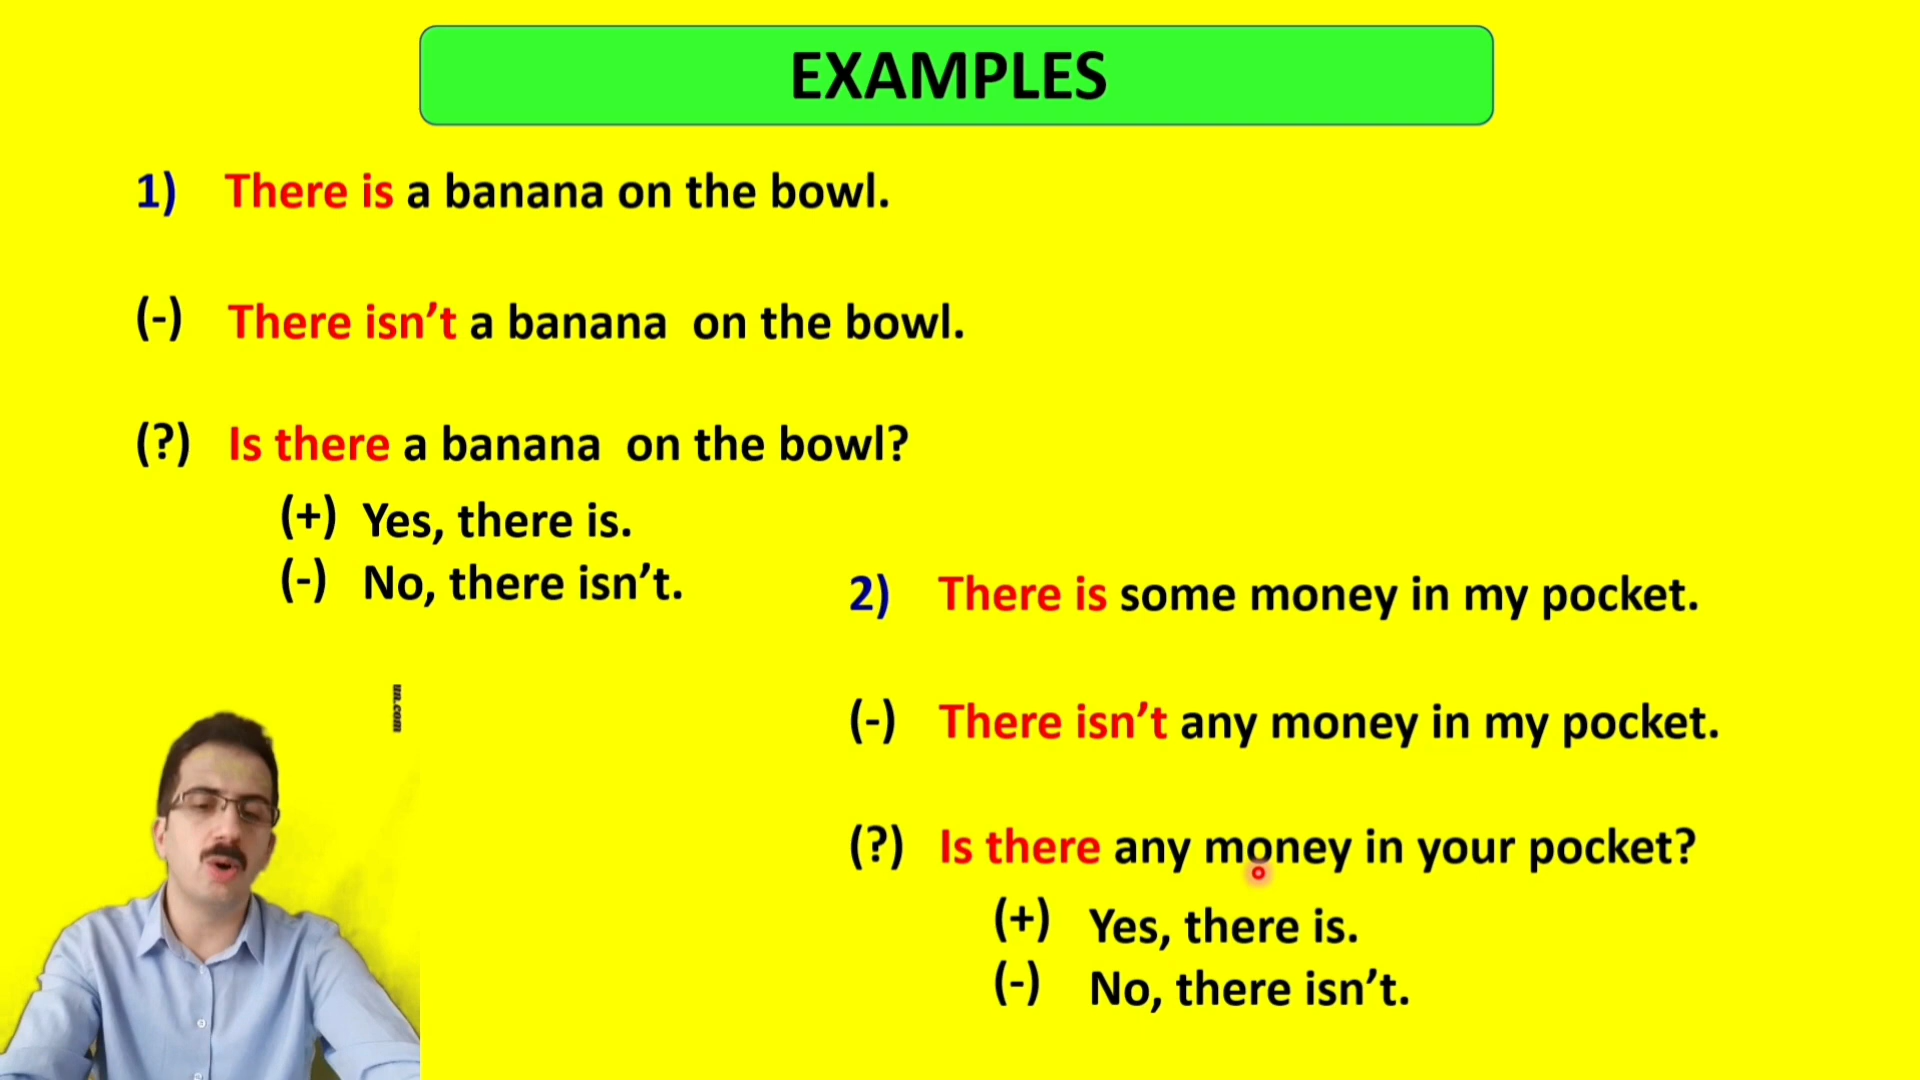 EXAMPLES
1) There is a banana on the bowl.
(-) There isn’t a banana on the bowl.
(?) Is there a banana on the bowl?
(+) Yes, there is.
(-) No, there isn’t.
2) There is some money in my pocket.
(-) There isn’t any money in my pocket.
(?) Is there any money in your pocket?
(+) Yes, there is.
(-) No, there isn’t.